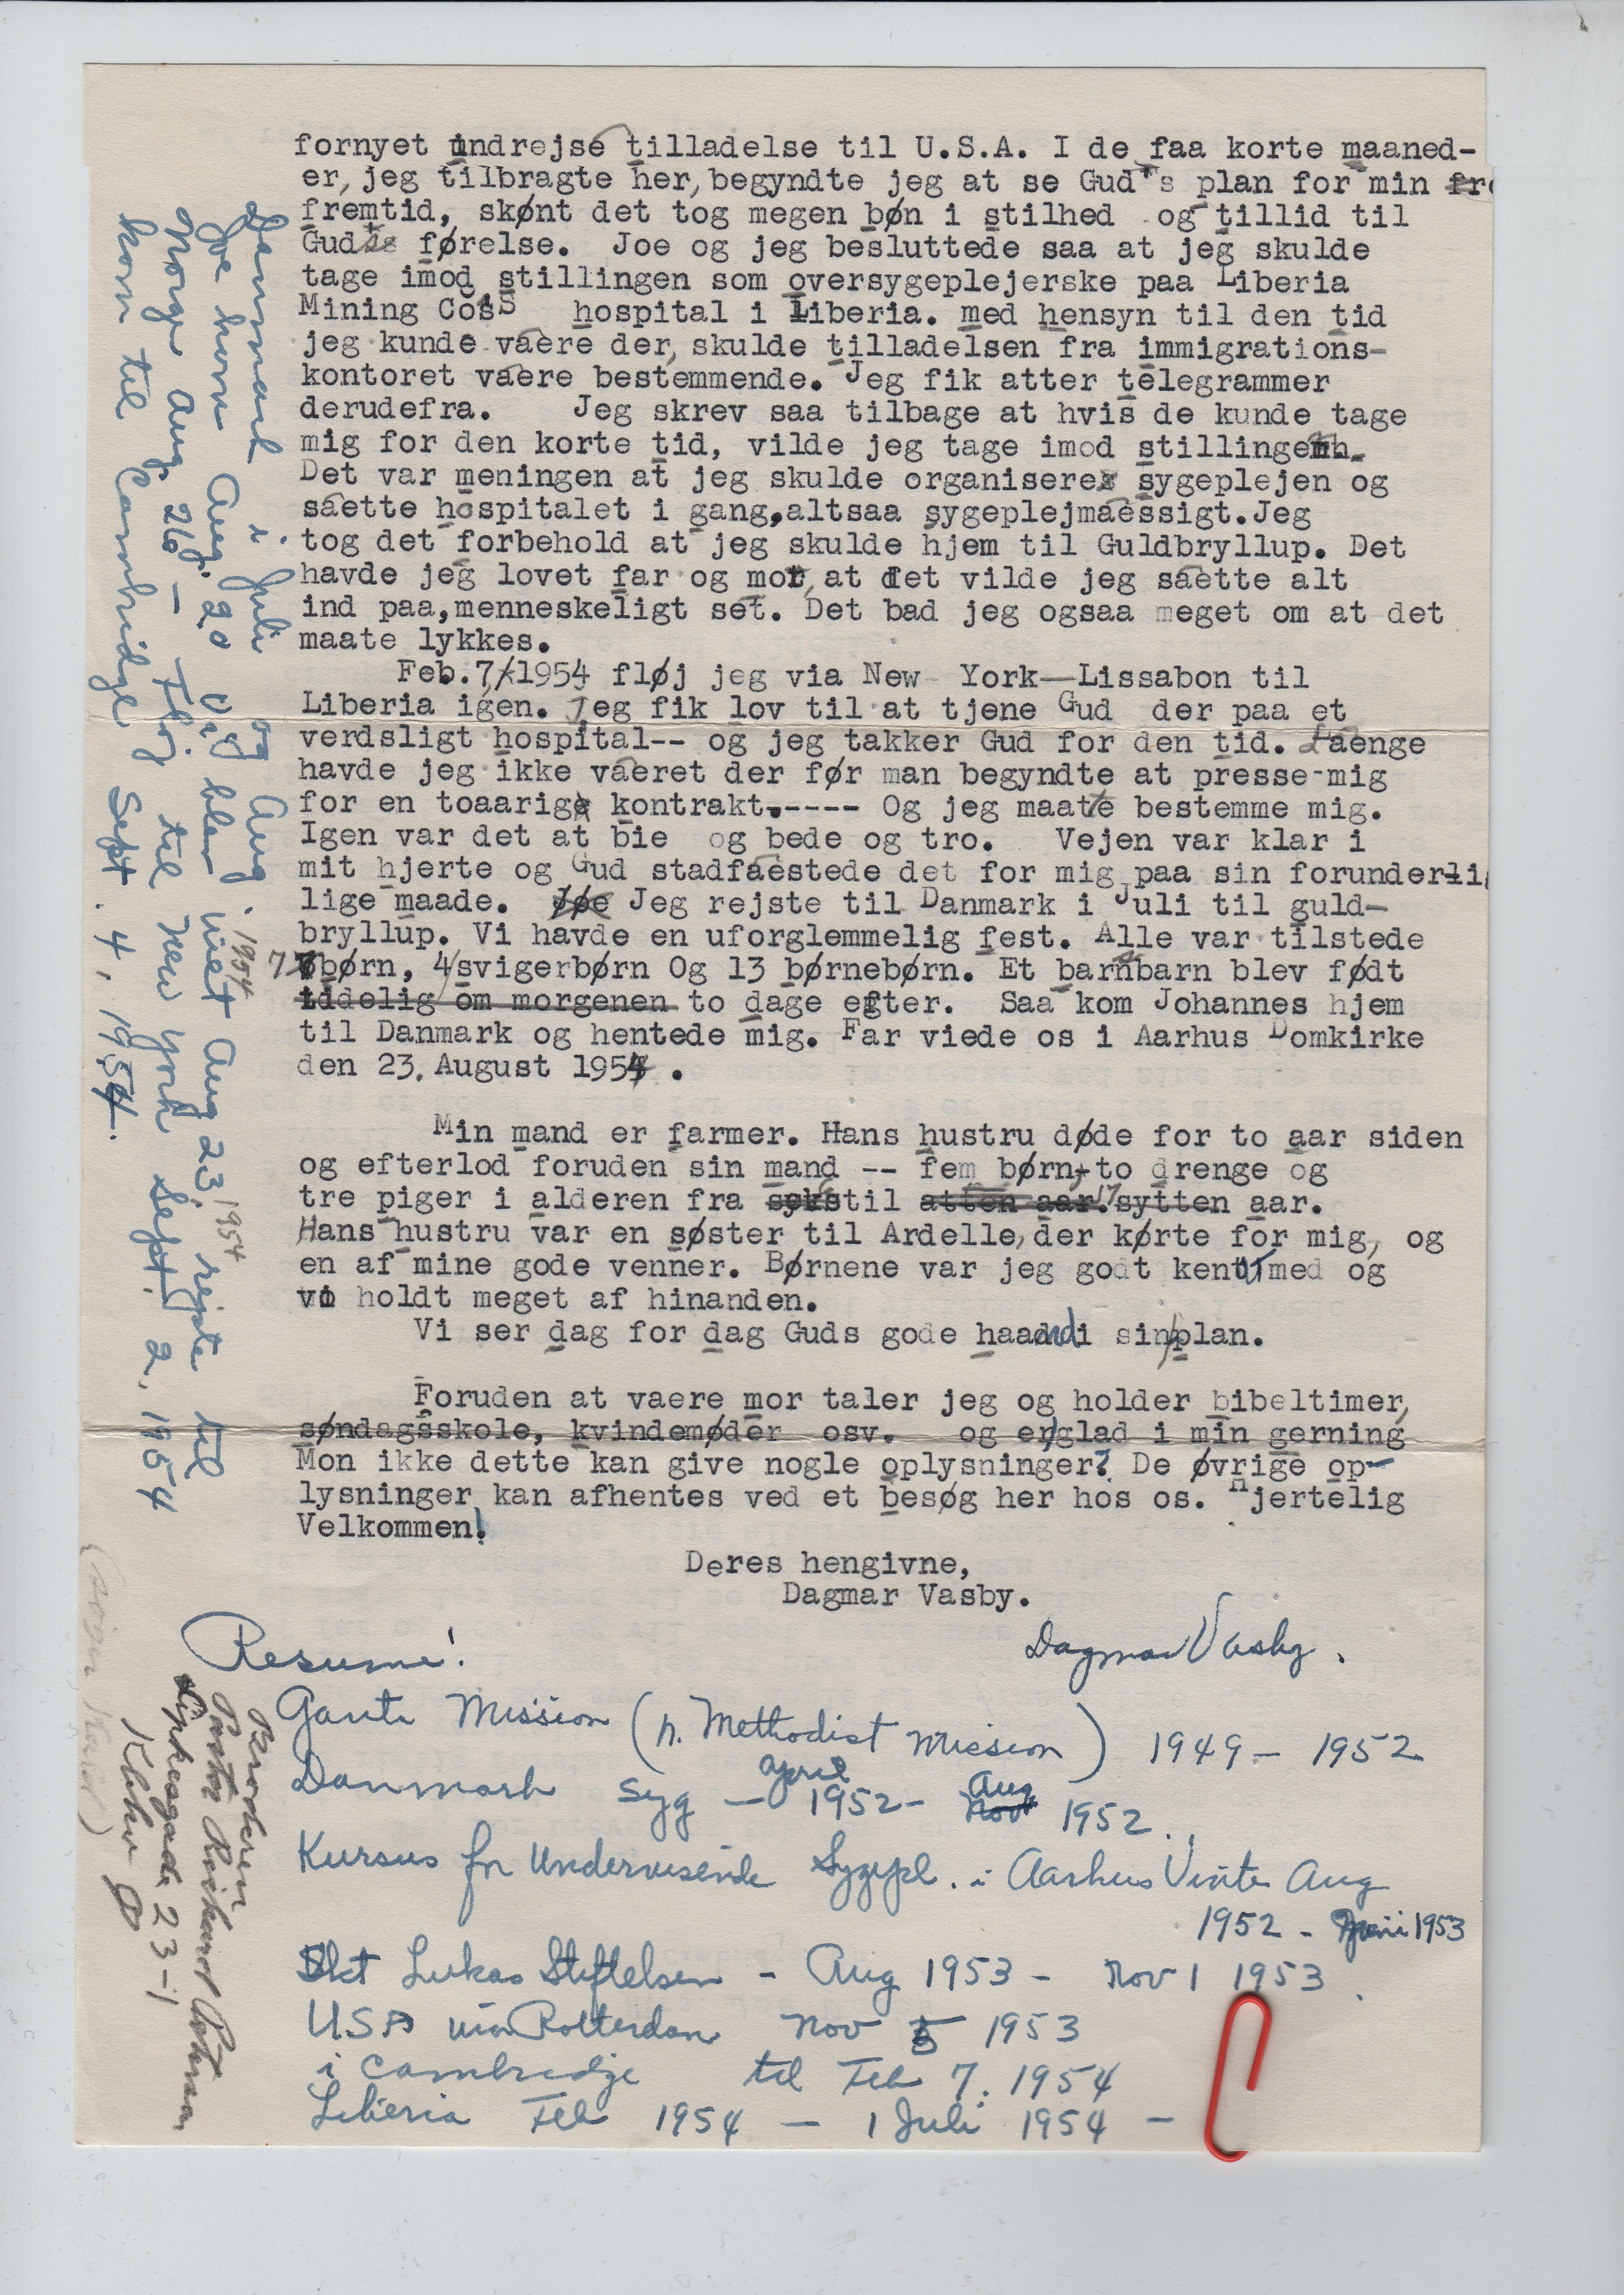 fornyet indrejse tilladelse til U.S.A. I de faa korte maaned-
er, jeg tilbragte her, begyndte jeg at se Gud's plan for min fre
fremtid, skønt det tog megen bøn i stilhed og tillid til
Guds førelse. Joe og jeg besluttede saa at jeg skulde
tage imod stillingen som oversygeplejerske paa Liberia
Mining Co's hospital i Liberia. med hensyn til den tid
jeg kunde vaere der, skulde tilladelsen fra immigrations-
kontoret vaere bestemmende. Jeg fik atter telegrammer
derudefra. Jeg skrev saa tilbage at hvis de kunde tage
mig for den korte tid, vilde jeg tage imod stillingen.
Det var meningen at jeg skulde organisere sygeplejen og
saette hospitalet i gang, altsaa sygeplejmaessigt. Jeg
tog det forbehold at jeg skulde hjem til Guldbryllup. Det
havde jeg lovet far og mor, at det vilde jeg saette alt
ind paa, menneskeligt set. Det bad jeg ogsaa meget om at det
maate lykkes.
Feb. 7/1954 fløj jeg via New York—Lissabon til
Liberia igen. Jeg fik lov til at tjene Gud der paa et
verdsligt hospital-- og jeg takker Gud for den tid. Laenge
havde jeg ikke vaeret der før man begyndte at presse-mig
for en toaarig kontrakt.---- Og jeg maatte bestemme mig.
Igen var det at bie og bede og tro. Vejen var klar i
mit hjerte og Gud stadfaestede det for mig paa sin forunderli
lige maade. Joe Jeg rejste til Danmark i Juli til guld-
bryllup. Vi havde en uforglemmelig fest. Alle var tilstede
7 børn, 4 svigerbørn Og 13 børnebørn. Et barnbarn blev født
tidelig om morgenen to dage efter. Saa kom Johannes hjem
til Danmark og hentede mig. Far viede os i Aarhus Domkirke
den 23. August 1954.
Min mand er farmer. Hans hustru døde for to aar siden
og efterlod foruden sin mand -- fem børn, to drenge og
tre piger i alderen fra seks til atten aar. 17 sytten aar.
Hans hustru var en søster til Ardelle, der kørte for mig, og
en af mine gode venner. Børnene var jeg godt kendt med og
vi holdt meget af hinanden.
Vi ser dag for dag Guds gode haand i sin plan.
Foruden at vaere mor taler jeg og holder bibeltimer,
søndagsskole, kvindemøder osv. og er glad i min gerning
Mon ikke dette kan give nogle oplysninger? De øvrige op-
lysninger kan afhentes ved et besøg her hos os. Hjertelig
Velkommen!
Deres hengivne,
Dagmar Vasby.
Dagmar Vasby.
Resume!
Ganta Mission (n. Methodist Mission) 1949 - 1952
Danmark syg - april 1952 - Nov Aug 1952.
Kursus for Undervisende Sygepl. i Aarhus Vinter Aug
1952 - Juni 1953
Skt Lukas Stiftelsen - Aug 1953 - Nov 1 1953.
USA via Rotterdam Nov 5 1953
i Cambridge til Feb 7. 1954
Liberia Feb 1954 - 1 Juli 1954 -
Danmark i Juli og Aug. 1954
Joe kom Aug. 20 vi blev viet Aug 23, 1954 rejste til
Norge Aug. 26 - Fløj til New York Sept. 2, 1954
kom til Cambridge Sept. 4, 1954.
Broderen
Pastor
23-1
Kbhv Ø